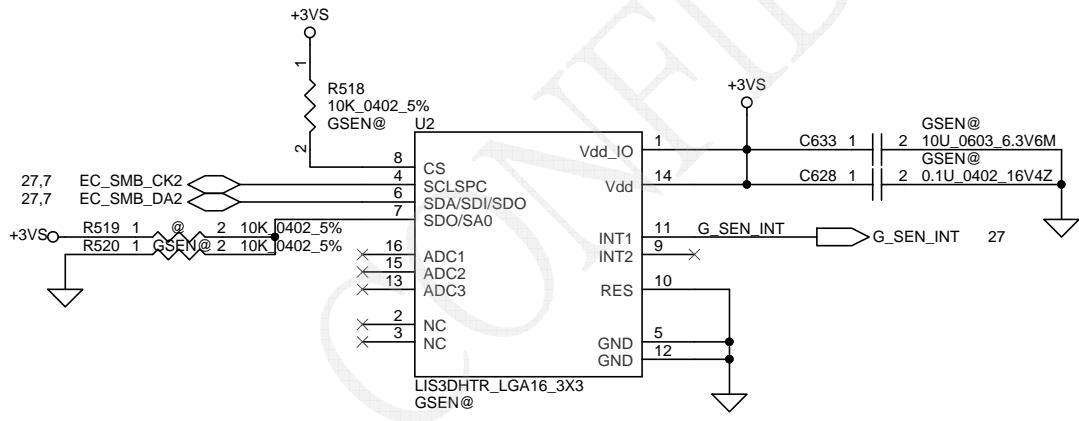 +3VS
R518
10K_0402_5%
GSEN@
1
2
U2
+3VS
GSEN@
C633 1 2 10U_0603_6.3V6M
GSEN@
C628 1 2 0.1U_0402_16V4Z
1 Vdd_IO
14 Vdd
8 CS
27,7 EC_SMB_CK2 4 SCLSPC
27,7 EC_SMB_DA2 6 SDA/SDI/SDO
7 SDO/SA0
+3VS R519 1 @ 2 10K_0402_5%
R520 1 GSEN@ 2 10K_0402_5%
INT1 11 G_SEN_INT G_SEN_INT 27
INT2 9
16 ADC1
15 ADC2
13 ADC3
RES 10
2 NC
3 NC
GND 5
GND 12
LIS3DHTR_LGA16_3X3
GSEN@